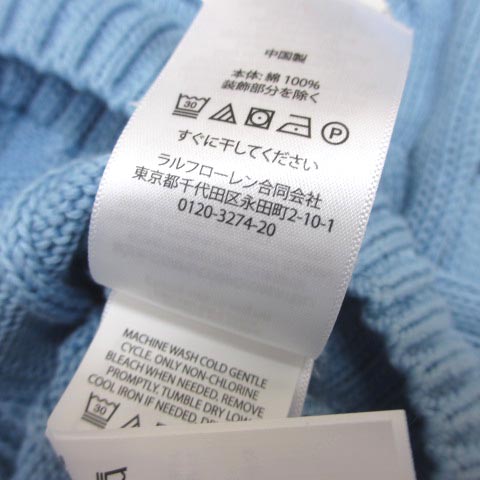 中国製
本体: 綿 100%
装飾部分を除く
30 P
すぐに干してください
ラルフローレン合同会社
東京都千代田区永田町2-10-1
0120-3274-20
MACHINE WASH COLD GENTLE
CYCLE. ONLY NON-CHLORINE
BLEACH WHEN NEEDED. REMOVE
PROMPTLY. TUMBLE DRY LOW.
COOL IRON IF NEEDED.
30